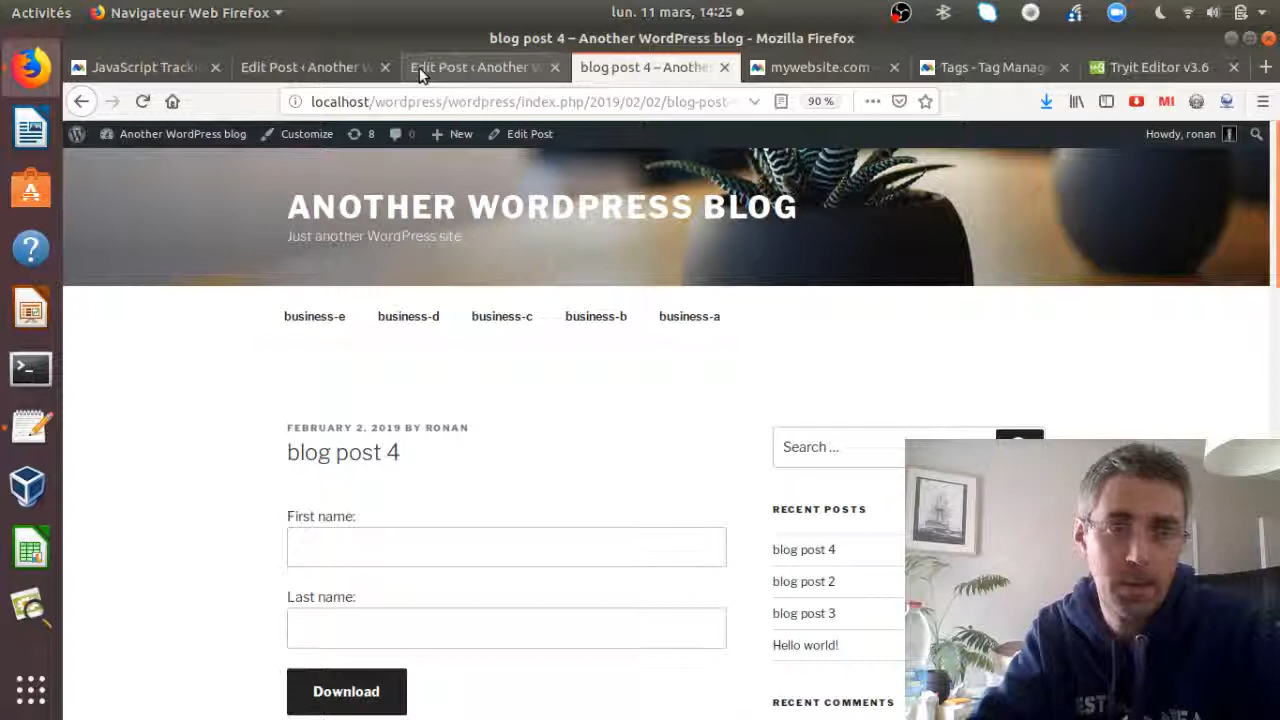 Activités Navigateur Web Firefox lun. 11 mars, 14:25
blog post 4 – Another WordPress blog - Mozilla Firefox
JavaScript Track Edit Post ‹ Another W Edit Post ‹ Another W blog post 4 – Anothe mywebsite.com Tags - Tag Manag Tryit Editor v3.6
localhost/wordpress/wordpress/index.php/2019/02/02/blog-post- 90 %
Another WordPress blog Customize 8 0 New Edit Post Howdy, ronan
ANOTHER WORDPRESS BLOG
Just another WordPress site
business-e business-d business-c business-b business-a
FEBRUARY 2, 2019 BY RONAN
blog post 4
First name:
Last name:
Download
Search ...
RECENT POSTS
blog post 4
blog post 2
blog post 3
Hello world!
RECENT COMMENTS